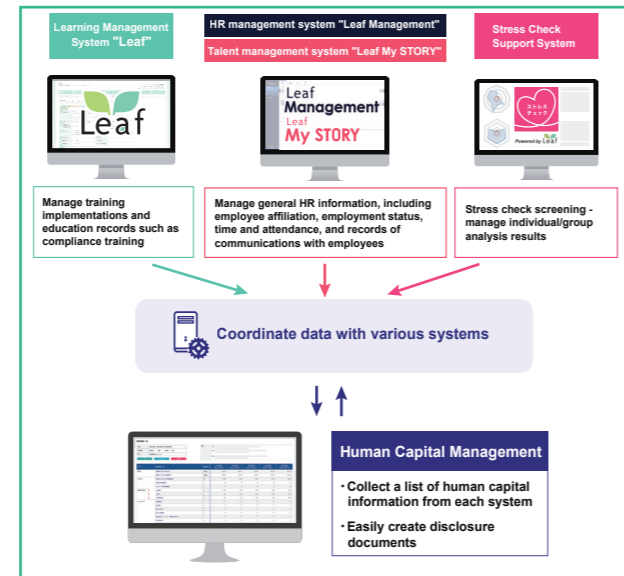 Learning Management
System "Leaf"
HR management system "Leaf Management"
Talent management system "Leaf My STORY"
Stress Check
Support System
Leaf
Leaf
Management
Leaf
My STORY
ストレス
チェック
Powered by Leaf
Manage training
implementations and
education records such as
compliance training
Manage general HR information, including
employee affiliation, employment status,
time and attendance, and records of
communications with employees
Stress check screening -
manage individual/group
analysis results
Coordinate data with various systems
Human Capital Management
・Collect a list of human capital
information from each system
・Easily create disclosure
documents